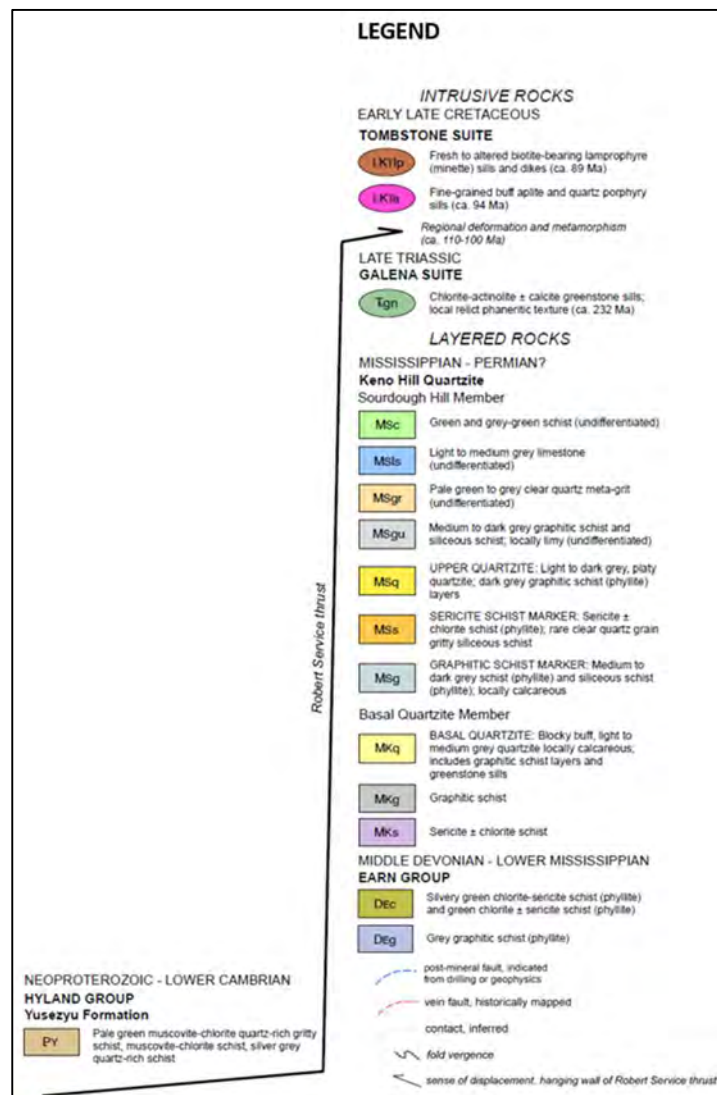 LEGEND
INTRUSIVE ROCKS
EARLY LATE CRETACEOUS
TOMBSTONE SUITE
Fresh to altered biotite-bearing lamprophyre
(minette) sills and dikes (ca. 89 Ma)
Fine-grained buff aplite and quartz porphyry
sills (ca. 94 Ma)
Regional deformation and metamorphism
(ca. 110-100 Ma)
LATE TRIASSIC
GALENA SUITE
Tgn
Chlorite-actinolite ± calcite greenstone sills;
local relict phaneritic texture (ca. 232 Ma)
LAYERED ROCKS
MISSISSIPPIAN - PERMIAN?
Keno Hill Quartzite
Sourdough Hill Member
MSc
Green and grey-green schist (undifferentiated)
MSls
Light to medium grey limestone
(undifferentiated)
MSgr
Pale green to grey clear quartz meta-grit
(undifferentiated)
MSgu
Medium to dark grey graphitic schist and
siliceous schist; locally limy (undifferentiated)
MSq
UPPER QUARTZITE: Light to dark grey, platy
quartzite; dark grey graphitic schist (phyllite)
layers
MSs
SERICITE SCHIST MARKER: Sericite ±
chlorite schist (phyllite); rare clear quartz grain
gritty siliceous schist
MSg
GRAPHITIC SCHIST MARKER: Medium to
dark grey schist (phyllite) and siliceous schist
(phyllite); locally calcareous
Basal Quartzite Member
MKq
BASAL QUARTZITE: Blocky buff, light to
medium grey quartzite locally calcareous;
includes graphitic schist layers and
greenstone sills
MKg
Graphitic schist
MKs
Sericite ± chlorite schist
MIDDLE DEVONIAN - LOWER MISSISSIPPIAN
EARN GROUP
DEc
Silvery green chlorite-sericite schist (phyllite)
and green chlorite ± sericite schist (phyllite)
DEg
Grey graphitic schist (phyllite)
post-mineral fault, indicated
from drilling or geophysics
vein fault, historically mapped
contact, inferred
fold vergence
sense of displacement, hanging wall of Robert Service thrust
Robert Service thrust
NEOPROTEROZOIC - LOWER CAMBRIAN
HYLAND GROUP
Yusezyu Formation
PY
Pale green muscovite-chlorite quartz-rich gritty
schist, muscovite-chlorite schist, silver grey
quartz-rich schist